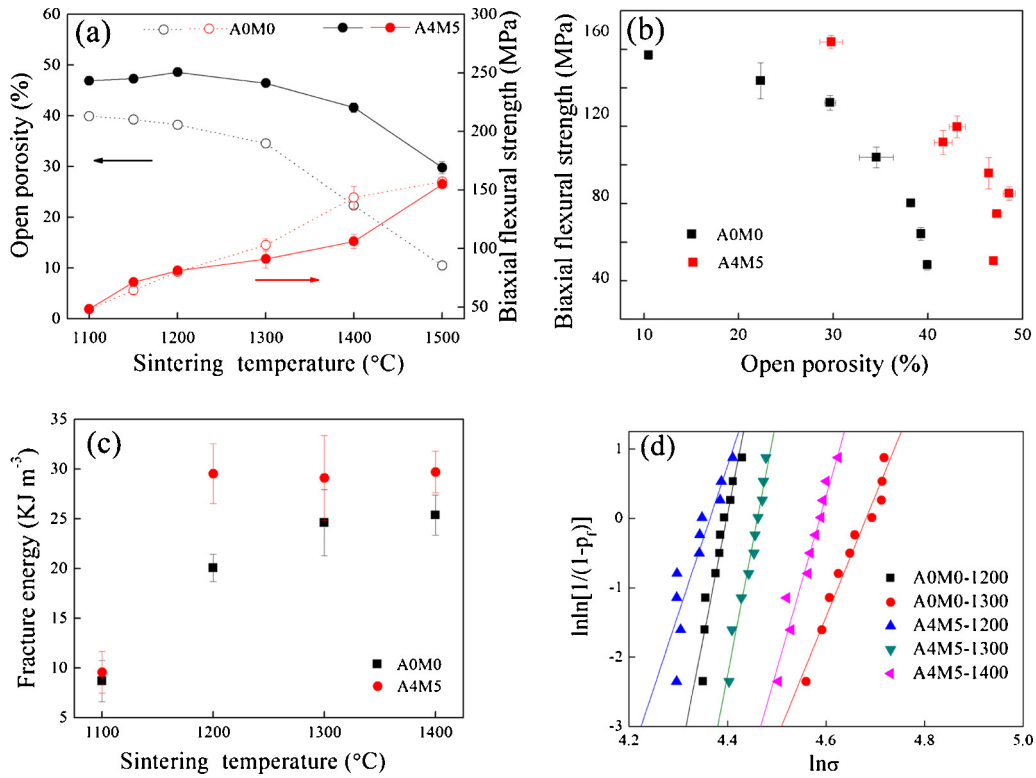 (a)
A0M0
A4M5
Open porosity (%)
60
50
40
30
20
10
0
300
250
200
150
100
50
Biaxial flexural strength (MPa)
1100
1200
1300
1400
1500
Sintering temperature (°C)
(b)
Biaxial flexural strength (MPa)
160
120
80
40
A0M0
A4M5
10
20
30
40
50
Open porosity (%)
(c)
Fracture energy (KJ m⁻³)
35
30
25
20
15
10
5
A0M0
A4M5
1100
1200
1300
1400
Sintering temperature (°C)
(d)
lnln[1/(1-pf)]
1
0
-1
-2
-3
A0M0-1200
A0M0-1300
A4M5-1200
A4M5-1300
A4M5-1400
4.2
4.4
4.6
4.8
5.0
lnσ